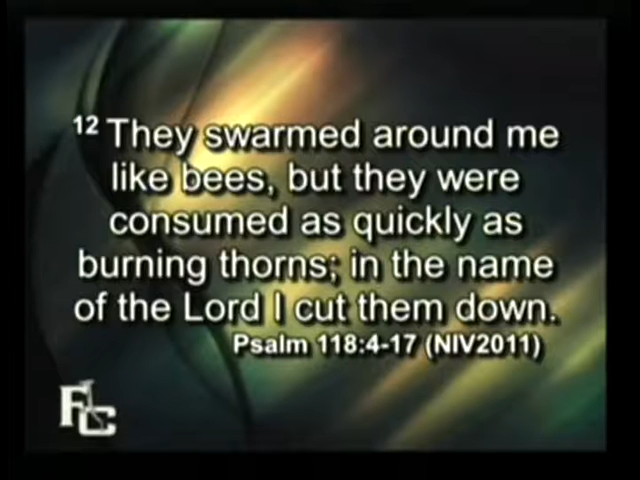 12 They swarmed around me
like bees, but they were
consumed as quickly as
burning thorns; in the name
of the Lord I cut them down.
Psalm 118:4-17 (NIV2011)
FLC